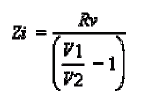 Zi = Rv / (V1/V2 − 1)